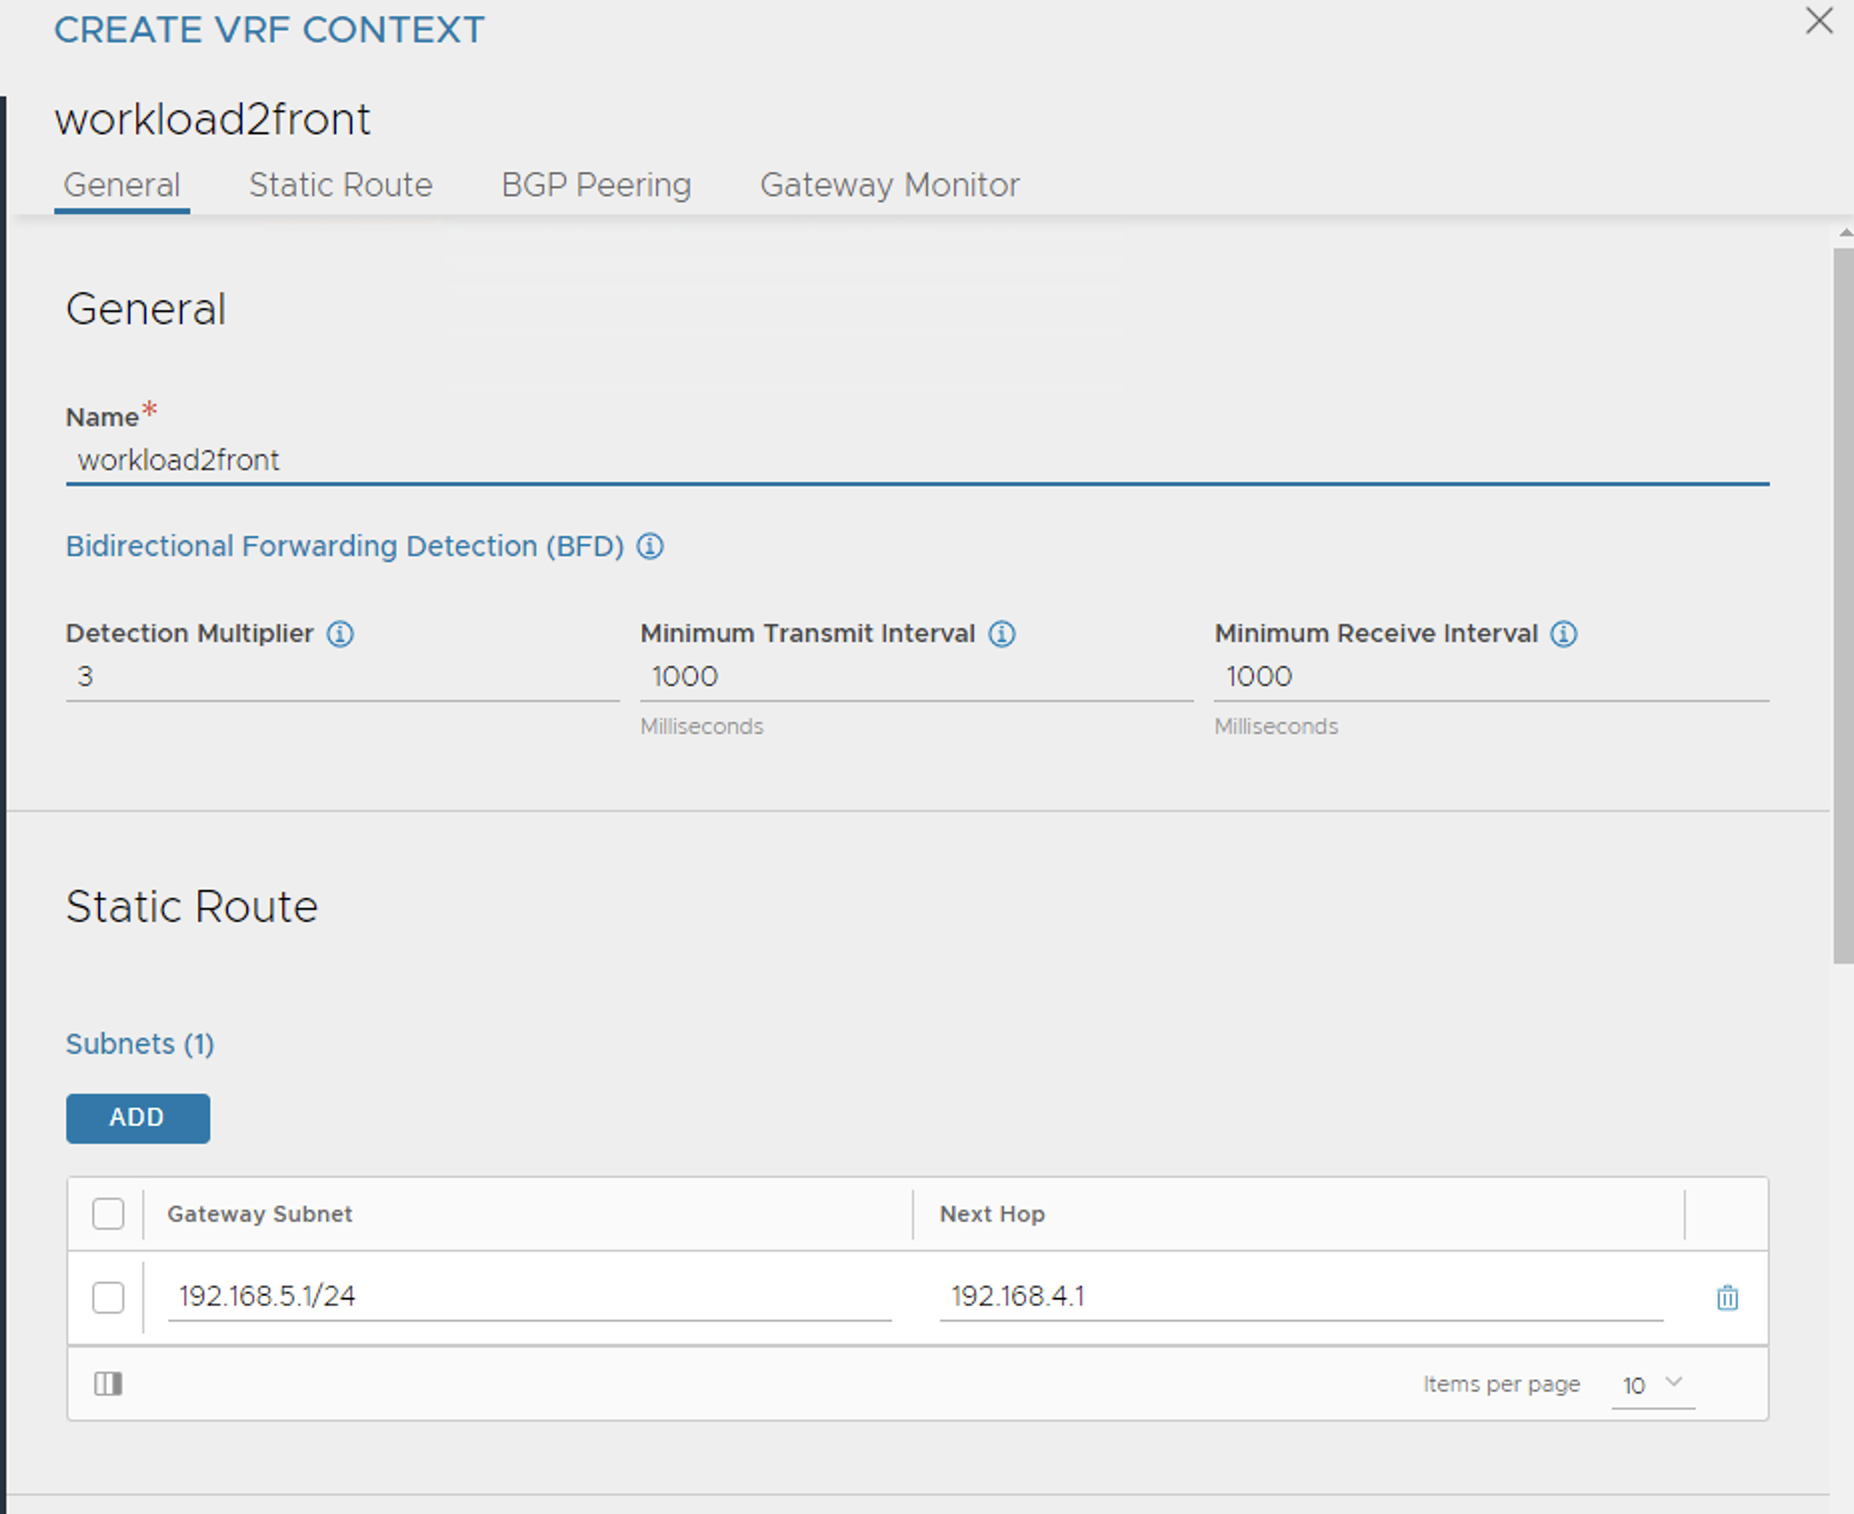 CREATE VRF CONTEXT
workload2front
General Static Route BGP Peering Gateway Monitor
General
Name*
workload2front
Bidirectional Forwarding Detection (BFD)
Detection Multiplier Minimum Transmit Interval Minimum Receive Interval
3 1000 1000
Milliseconds Milliseconds
Static Route
Subnets (1)
ADD
Gateway Subnet Next Hop
192.168.5.1/24 192.168.4.1
Items per page 10